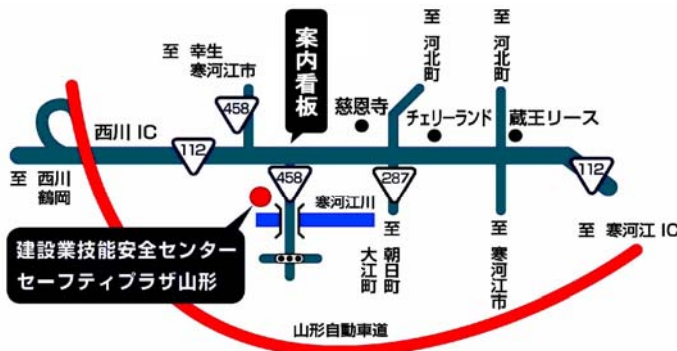 至 幸生
寒河江市
案内看板
至 河北町
至 河北町
458
慈恩寺
チェリーランド
蔵王リース
西川 IC
112
至 西川
鶴岡
458
寒河江川
287
112
建設業技能安全センター
セーフティプラザ山形
至 朝日町
大江町
至 寒河江市
至 寒河江 IC
山形自動車道